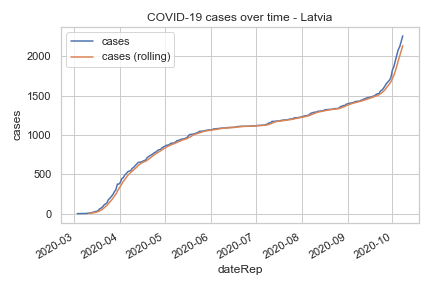 COVID-19 cases over time - Latvia
cases
cases (rolling)
2000
1500
1000
500
0
cases
2020-03
2020-04
2020-05
2020-06
2020-07
2020-08
2020-09
2020-10
dateRep